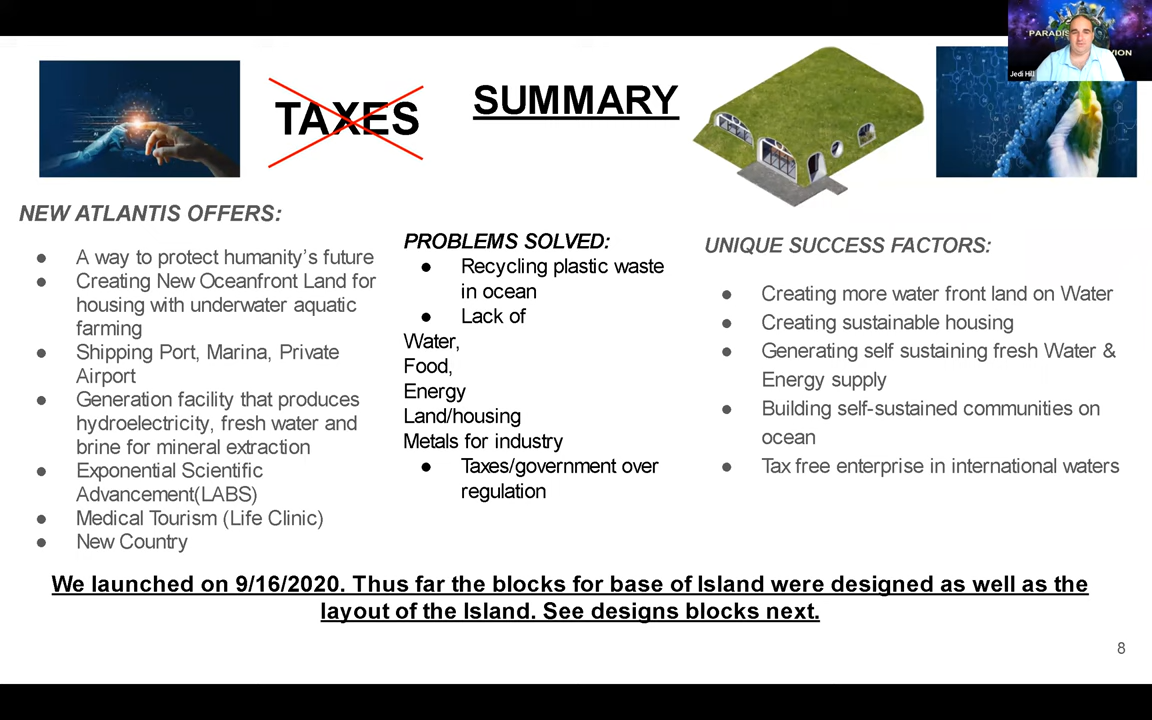 PARADIS
VION
Jedi Hill
TAXES
SUMMARY
NEW ATLANTIS OFFERS:
● A way to protect humanity's future
● Creating New Oceanfront Land for
housing with underwater aquatic
farming
● Shipping Port, Marina, Private
Airport
● Generation facility that produces
hydroelectricity, fresh water and
brine for mineral extraction
● Exponential Scientific
Advancement(LABS)
● Medical Tourism (Life Clinic)
● New Country
PROBLEMS SOLVED:
● Recycling plastic waste
in ocean
● Lack of
Water,
Food,
Energy
Land/housing
Metals for industry
● Taxes/government over
regulation
UNIQUE SUCCESS FACTORS:
● Creating more water front land on Water
● Creating sustainable housing
● Generating self sustaining fresh Water &
Energy supply
● Building self-sustained communities on
ocean
● Tax free enterprise in international waters
We launched on 9/16/2020. Thus far the blocks for base of Island were designed as well as the
layout of the Island. See designs blocks next.
8